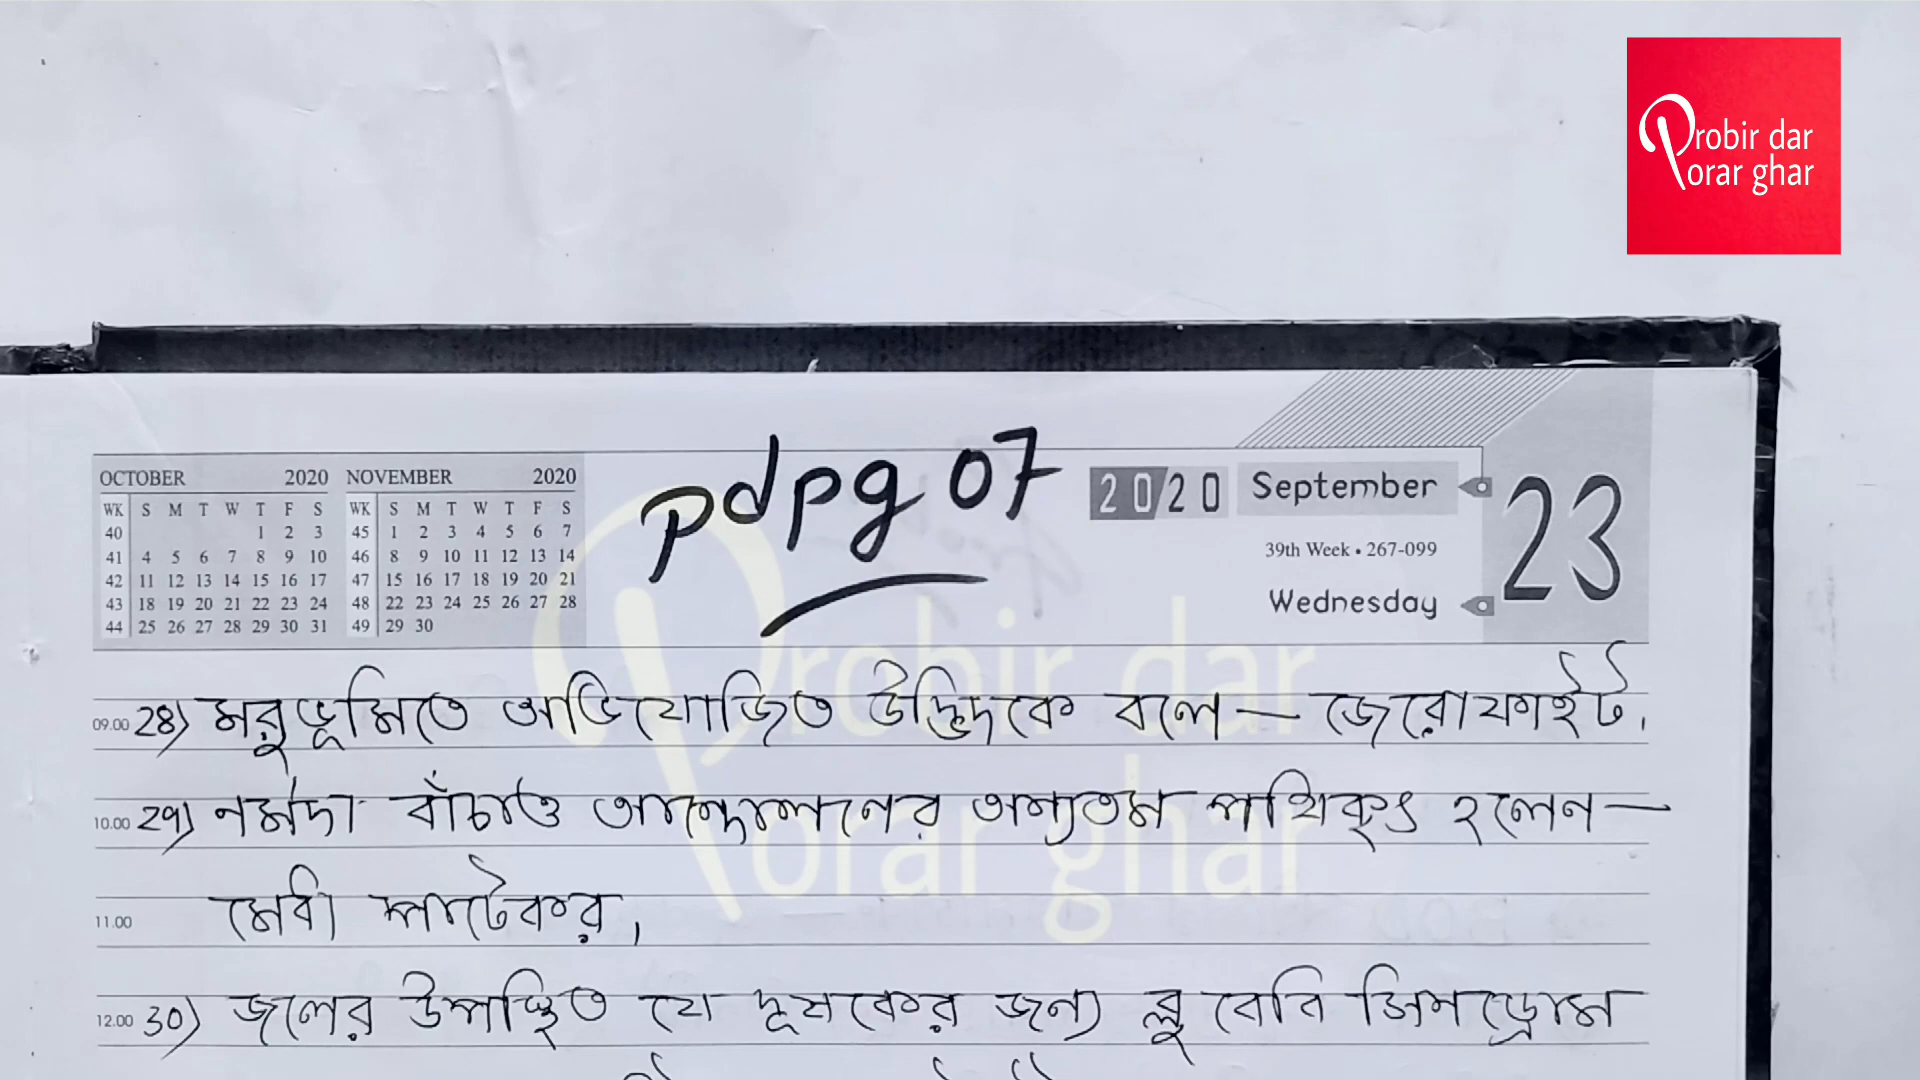 Probir dar
Porar ghar
OCTOBER 2020 NOVEMBER 2020
WK S M T W T F S WK S M T W T F S
40 1 2 3 45 1 2 3 4 5 6 7
41 4 5 6 7 8 9 10 46 8 9 10 11 12 13 14
42 11 12 13 14 15 16 17 47 15 16 17 18 19 20 21
43 18 19 20 21 22 23 24 48 22 23 24 25 26 27 28
44 25 26 27 28 29 30 31 49 29 30
pdpg 07
2020 September 23
39th Week • 267-099
Wednesday
Probir dar
Porar ghar
09.00 28) মরুভূমিতে অভিযোজিত উদ্ভিদকে বলে — জেরোফাইট।
10.00 29) নর্মদা বাঁচাও আন্দোলনের অন্যতম পথিকৃৎ হলেন —
11.00 মেধা পাটেকর।
12.00 30) জলের উপস্থিত যে দূষকের জন্য ব্লু বেবি সিনড্রোম